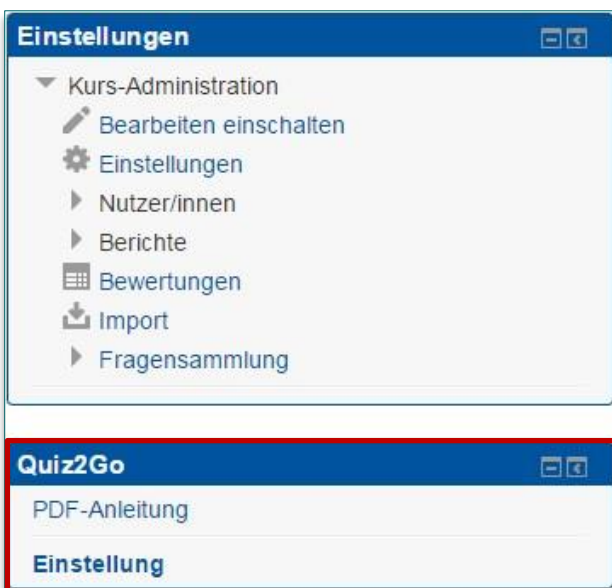 Einstellungen
Kurs-Administration
Bearbeiten einschalten
Einstellungen
Nutzer/innen
Berichte
Bewertungen
Import
Fragensammlung
Quiz2Go
PDF-Anleitung
Einstellung